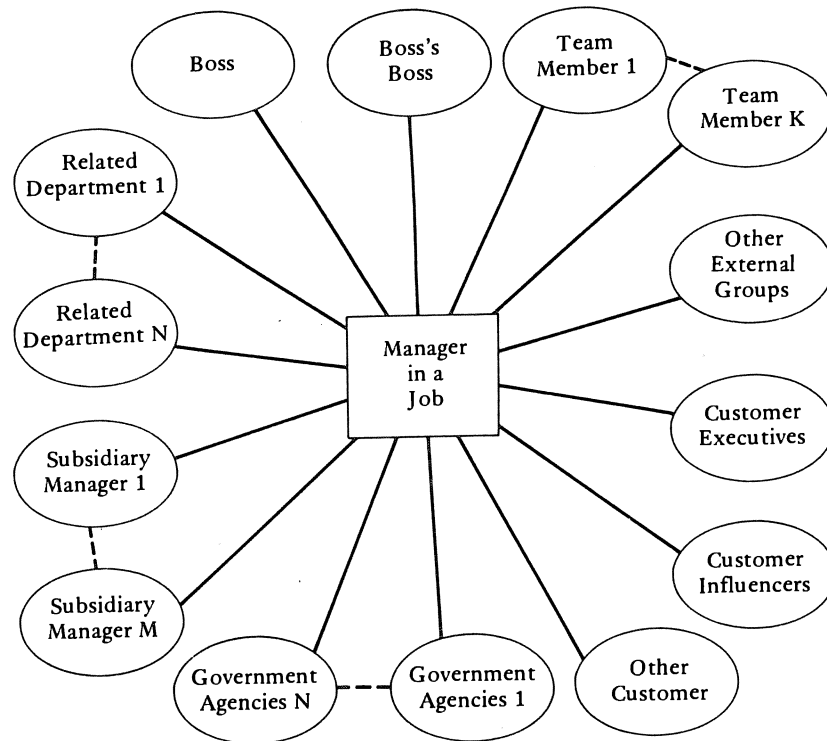 Boss
Boss's
Boss
Team
Member 1
Team
Member K
Related
Department 1
Other
External
Groups
Related
Department N
Manager
in a
Job
Customer
Executives
Subsidiary
Manager 1
Customer
Influencers
Subsidiary
Manager M
Government
Agencies N
Government
Agencies 1
Other
Customer